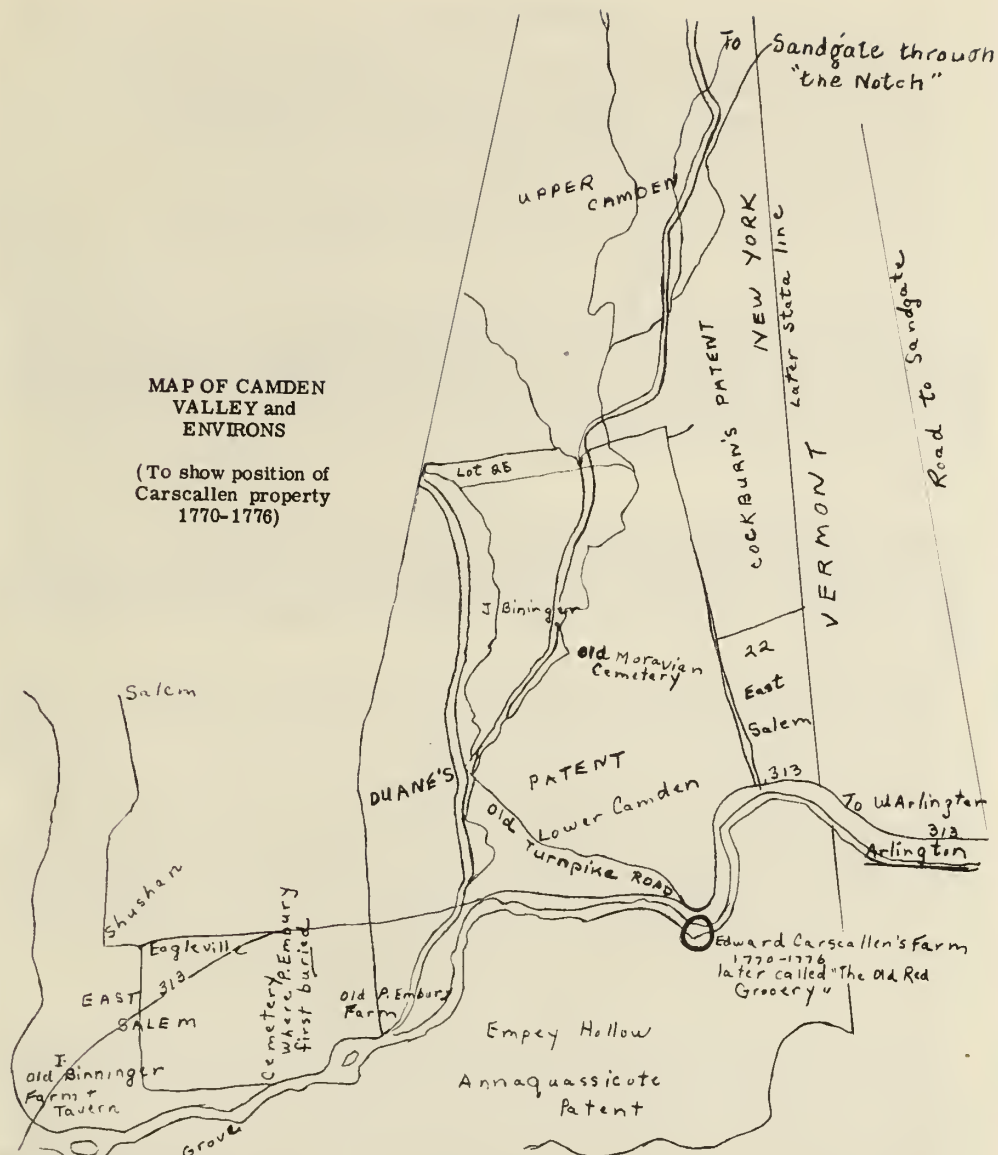 To
Sandgate through
"the Notch"
UPPER
CAMDEN
NEW YORK
Later stata line
COCKBURN'S PATENT
VERMONT
Road to Sandgate
MAP OF CAMDEN
VALLEY and
ENVIRONS
(To show position of
Carscallen property
1770-1776)
Lot 25
J Biningyr
Old Moravian
Cemetery
22
East
Salem
313
To W.Arlington
313
Arlington
Salem
DUANE'S
PATENT
Lower Camden
Old
Turnpike ROAD
Shushan
Eagleville
313
EAST
SALEM
Cemetery
where P.Embury
first buried
Old P. Embury
Farm
Edward Carscallen's Farm
1770-1776
later called "The Old Red
Grocery"
Empey Hollow
Annaquassicote
Patent
I.
Old Binninger
Farm +
Tavern
Grove